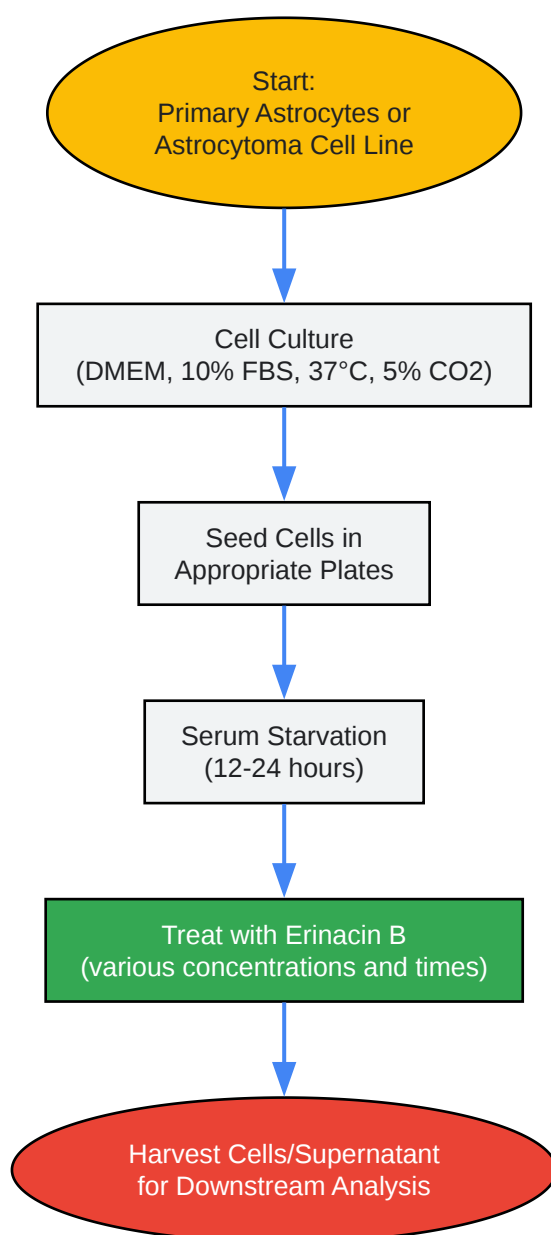 Start:
Primary Astrocytes or
Astrocytoma Cell Line
Cell Culture
(DMEM, 10% FBS, 37°C, 5% CO2)
Seed Cells in
Appropriate Plates
Serum Starvation
(12-24 hours)
Treat with Erinacin B
(various concentrations and times)
Harvest Cells/Supernatant
for Downstream Analysis